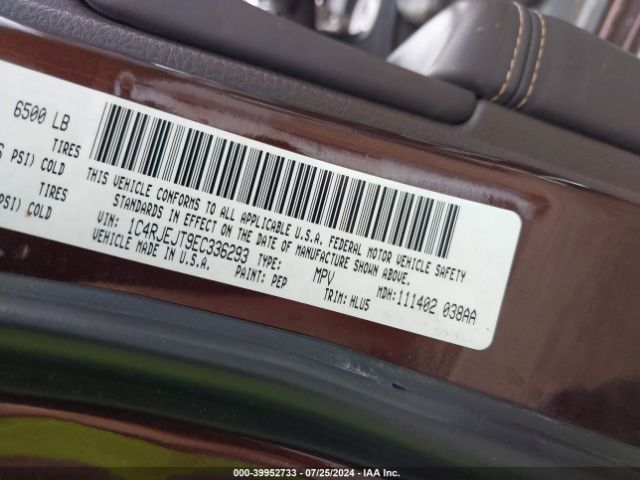 6500 LB
TIRES
PSI) COLD
TIRES
PSI) COLD
THIS VEHICLE CONFORMS TO ALL APPLICABLE U.S.A. FEDERAL MOTOR VEHICLE SAFETY
STANDARDS IN EFFECT ON THE DATE OF MANUFACTURE SHOWN ABOVE.
VIN: 1C4RJEJT9EC336293 TYPE: MPV MDH:111402 038AA
VEHICLE MADE IN U.S.A. PAINT: PEP TRIM: HLU5
000-39952733 - 07/25/2024 - IAA Inc.